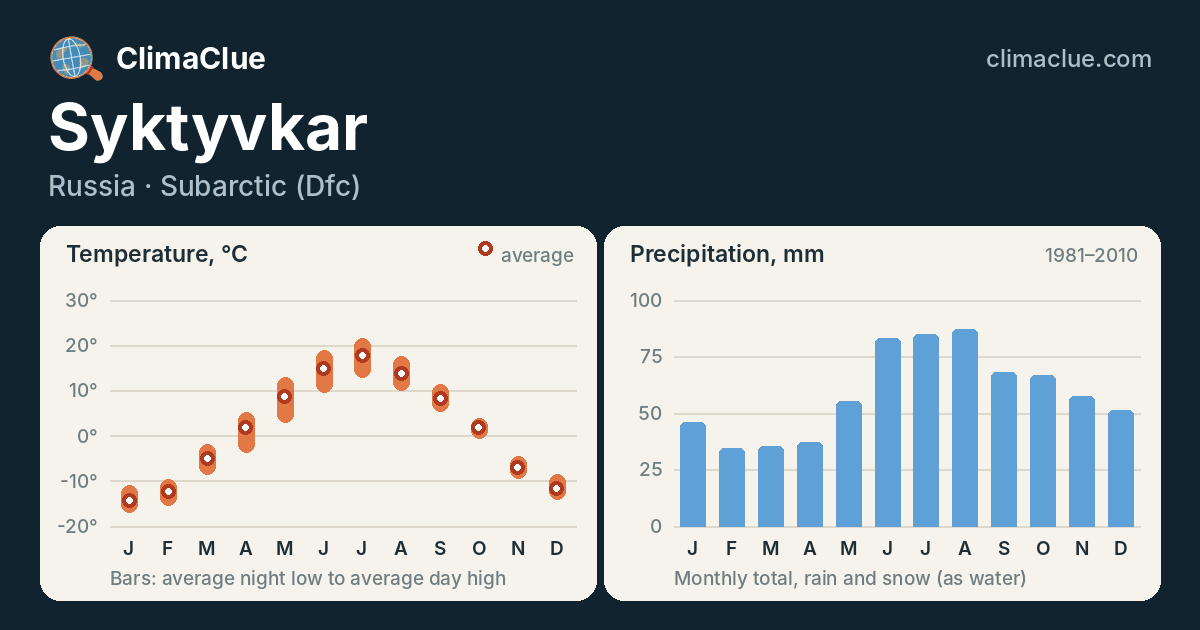 ClimaClue
climaclue.com
Syktyvkar
Russia · Subarctic (Dfc)
Temperature, °C
average
30°
20°
10°
0°
-10°
-20°
J F M A M J J A S O N D
Bars: average night low to average day high
Precipitation, mm
1981–2010
100
75
50
25
0
J F M A M J J A S O N D
Monthly total, rain and snow (as water)